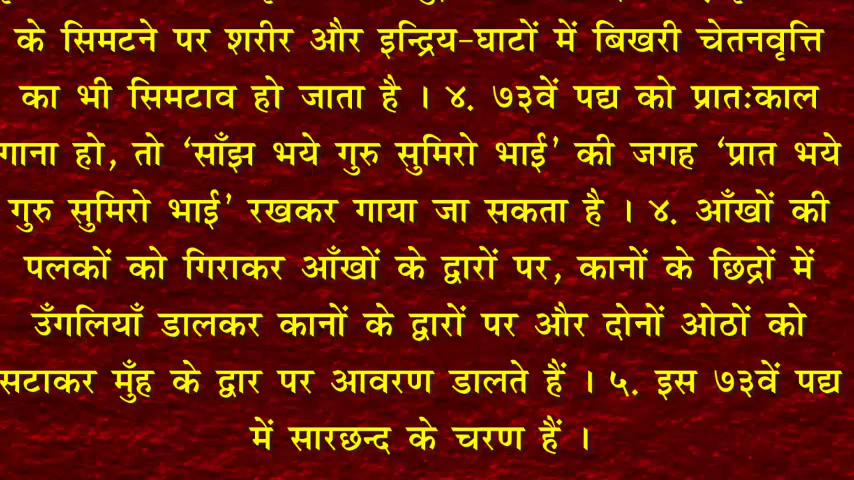 के सिमटने पर शरीर और इन्द्रिय-घाटों में बिखरी चेतनवृत्ति
का भी सिमटाव हो जाता है । ४. ७३वें पद्य को प्रातःकाल
गाना हो, तो ‘साँझ भये गुरु सुमिरो भाई’ की जगह ‘प्रात भये
गुरु सुमिरो भाई’ रखकर गाया जा सकता है । ४. आँखों की
पलकों को गिराकर आँखों के द्वारों पर, कानों के छिद्रों में
उँगलियाँ डालकर कानों के द्वारों पर और दोनों ओठों को
सटाकर मुँह के द्वार पर आवरण डालते हैं । ५. इस ७३वें पद्य
में सारछन्द के चरण हैं ।